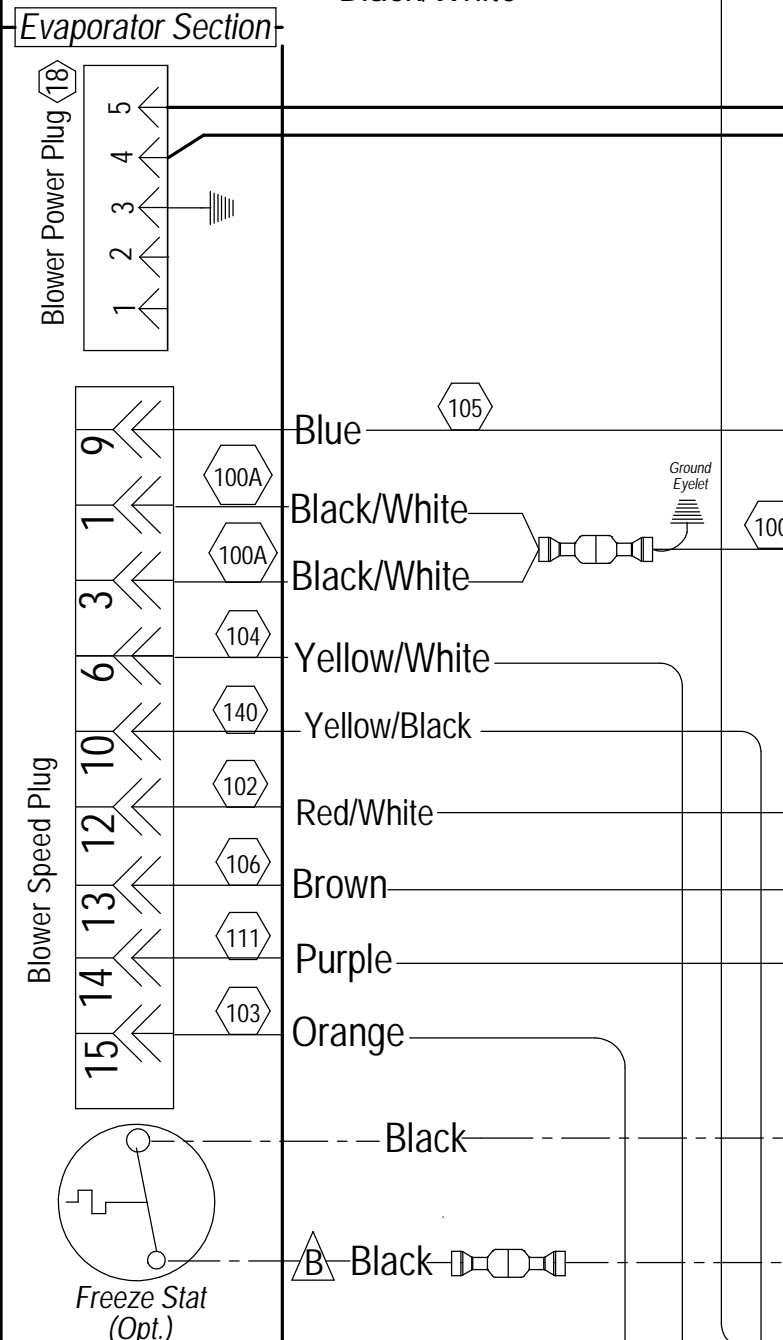 Black/White
Evaporator Section
Blower Power Plug
18
5
4
3
2
1
Blower Speed Plug
9
Blue
105
1
100A
Black/White
Ground
Eyelet
3
100A
Black/White
6
104
Yellow/White
10
140
Yellow/Black
12
102
Red/White
13
106
Brown
14
111
Purple
15
103
Orange
Black
B
Black
Freeze Stat
(Opt.)